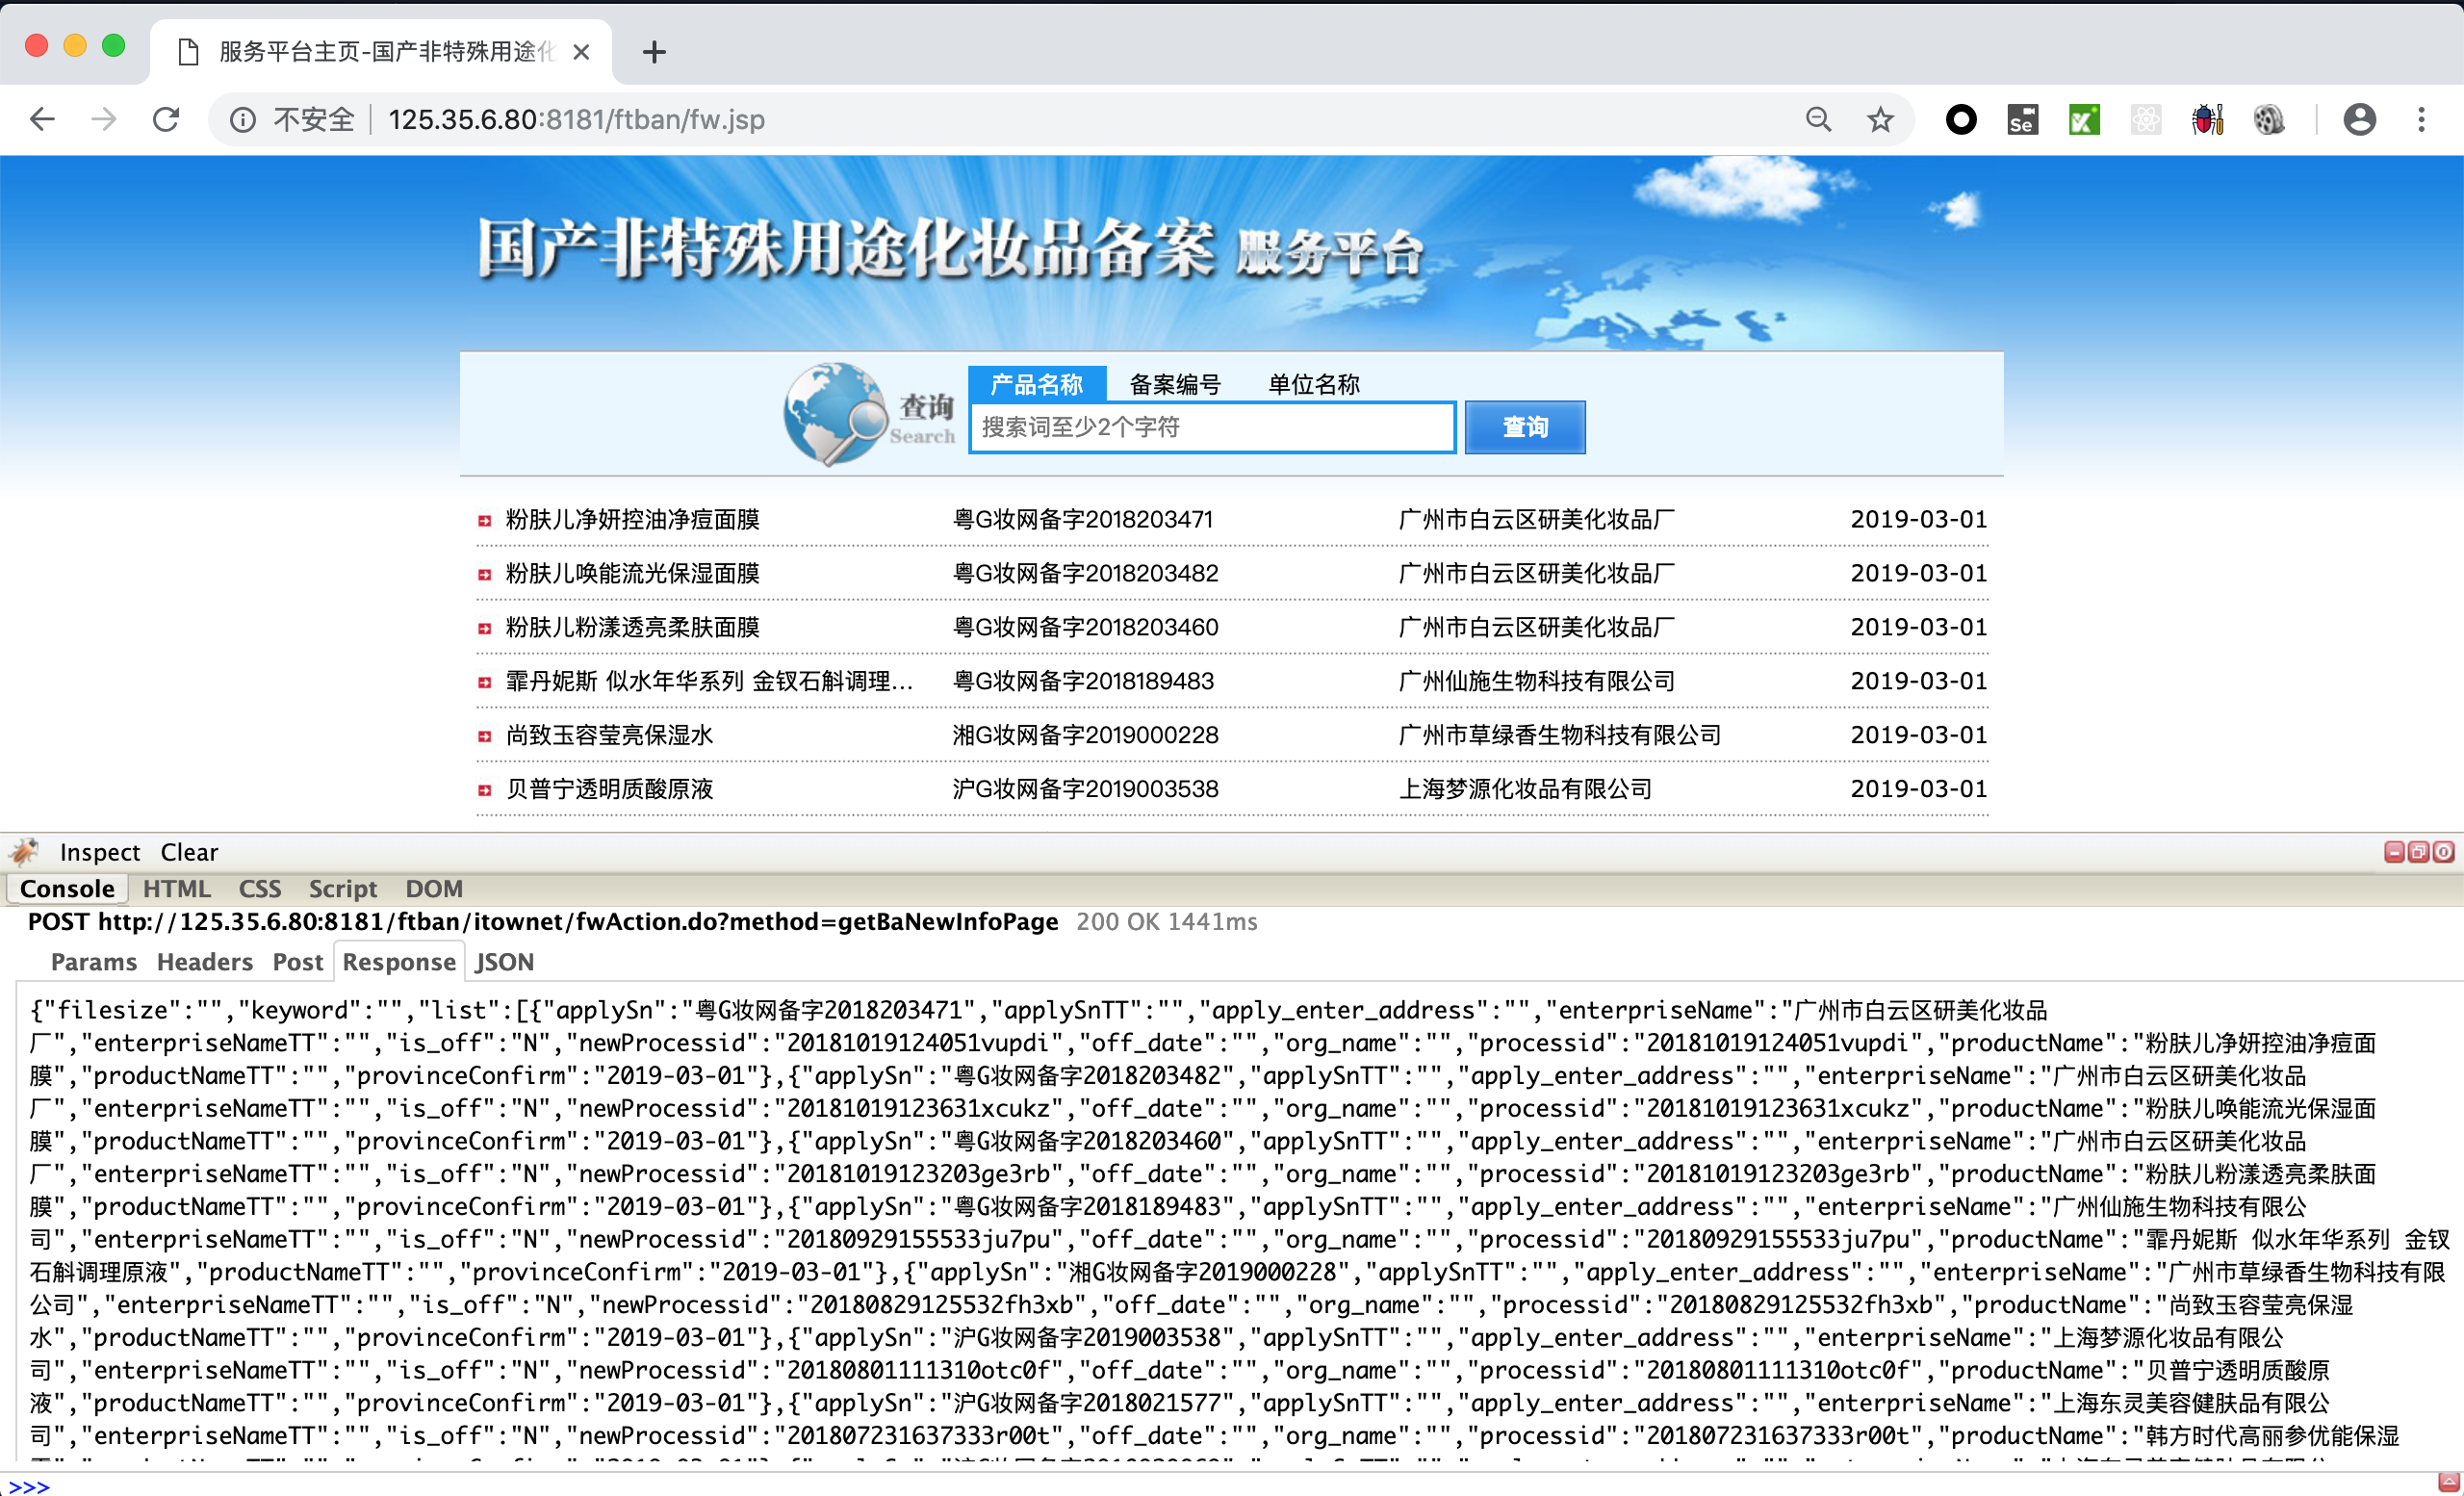 服务平台主页-国产非特殊用途化
不安全 125.35.6.80:8181/ftban/fw.jsp
Se
国产非特殊用途化妆品备案 服务平台
查询
Search
产品名称 备案编号 单位名称
搜索词至少2个字符 查询
粉肤儿净妍控油净痘面膜 粤G妆网备字2018203471 广州市白云区研美化妆品厂 2019-03-01
粉肤儿唤能流光保湿面膜 粤G妆网备字2018203482 广州市白云区研美化妆品厂 2019-03-01
粉肤儿粉漾透亮柔肤面膜 粤G妆网备字2018203460 广州市白云区研美化妆品厂 2019-03-01
霏丹妮斯 似水年华系列 金钗石斛调理... 粤G妆网备字2018189483 广州仙施生物科技有限公司 2019-03-01
尚致玉容莹亮保湿水 湘G妆网备字2019000228 广州市草绿香生物科技有限公司 2019-03-01
贝普宁透明质酸原液 沪G妆网备字2019003538 上海梦源化妆品有限公司 2019-03-01
Inspect Clear
Console HTML CSS Script DOM
POST http://125.35.6.80:8181/ftban/itownet/fwAction.do?method=getBaNewInfoPage 200 OK 1441ms
Params Headers Post Response JSON
{"filesize":"","keyword":"","list":[{"applySn":"粤G妆网备字2018203471","applySnTT":"","apply_enter_address":"","enterpriseName":"广州市白云区研美化妆品
厂","enterpriseNameTT":"","is_off":"N","newProcessid":"20181019124051vupdi","off_date":"","org_name":"","processid":"20181019124051vupdi","productName":"粉肤儿净妍控油净痘面
膜","productNameTT":"","provinceConfirm":"2019-03-01"},{"applySn":"粤G妆网备字2018203482","applySnTT":"","apply_enter_address":"","enterpriseName":"广州市白云区研美化妆品
厂","enterpriseNameTT":"","is_off":"N","newProcessid":"20181019123631xcukz","off_date":"","org_name":"","processid":"20181019123631xcukz","productName":"粉肤儿唤能流光保湿面
膜","productNameTT":"","provinceConfirm":"2019-03-01"},{"applySn":"粤G妆网备字2018203460","applySnTT":"","apply_enter_address":"","enterpriseName":"广州市白云区研美化妆品
厂","enterpriseNameTT":"","is_off":"N","newProcessid":"20181019123203ge3rb","off_date":"","org_name":"","processid":"20181019123203ge3rb","productName":"粉肤儿粉漾透亮柔肤面
膜","productNameTT":"","provinceConfirm":"2019-03-01"},{"applySn":"粤G妆网备字2018189483","applySnTT":"","apply_enter_address":"","enterpriseName":"广州仙施生物科技有限公
司","enterpriseNameTT":"","is_off":"N","newProcessid":"20180929155533ju7pu","off_date":"","org_name":"","processid":"20180929155533ju7pu","productName":"霏丹妮斯 似水年华系列 金钗
石斛调理原液","productNameTT":"","provinceConfirm":"2019-03-01"},{"applySn":"湘G妆网备字2019000228","applySnTT":"","apply_enter_address":"","enterpriseName":"广州市草绿香生物科技有限
公司","enterpriseNameTT":"","is_off":"N","newProcessid":"20180829125532fh3xb","off_date":"","org_name":"","processid":"20180829125532fh3xb","productName":"尚致玉容莹亮保湿
水","productNameTT":"","provinceConfirm":"2019-03-01"},{"applySn":"沪G妆网备字2019003538","applySnTT":"","apply_enter_address":"","enterpriseName":"上海梦源化妆品有限公
司","enterpriseNameTT":"","is_off":"N","newProcessid":"20180801111310otc0f","off_date":"","org_name":"","processid":"20180801111310otc0f","productName":"贝普宁透明质酸原
液","productNameTT":"","provinceConfirm":"2019-03-01"},{"applySn":"沪G妆网备字2018021577","applySnTT":"","apply_enter_address":"","enterpriseName":"上海东灵美容健肤品有限公
司","enterpriseNameTT":"","is_off":"N","newProcessid":"201807231637333r00t","off_date":"","org_name":"","processid":"201807231637333r00t","productName":"韩方时代高丽参优能保湿
>>>